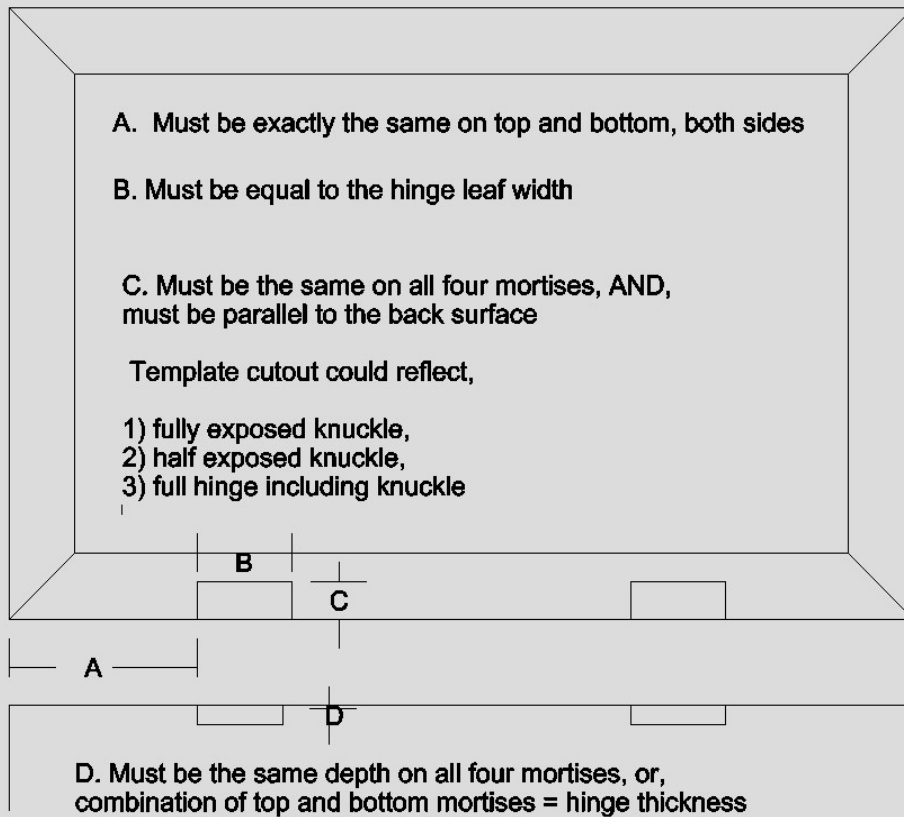 A. Must be exactly the same on top and bottom, both sides
B. Must be equal to the hinge leaf width
C. Must be the same on all four mortises, AND,
must be parallel to the back surface
Template cutout could reflect,
1) fully exposed knuckle,
2) half exposed knuckle,
3) full hinge including knuckle
B
C
A
D
D. Must be the same depth on all four mortises, or,
combination of top and bottom mortises = hinge thickness